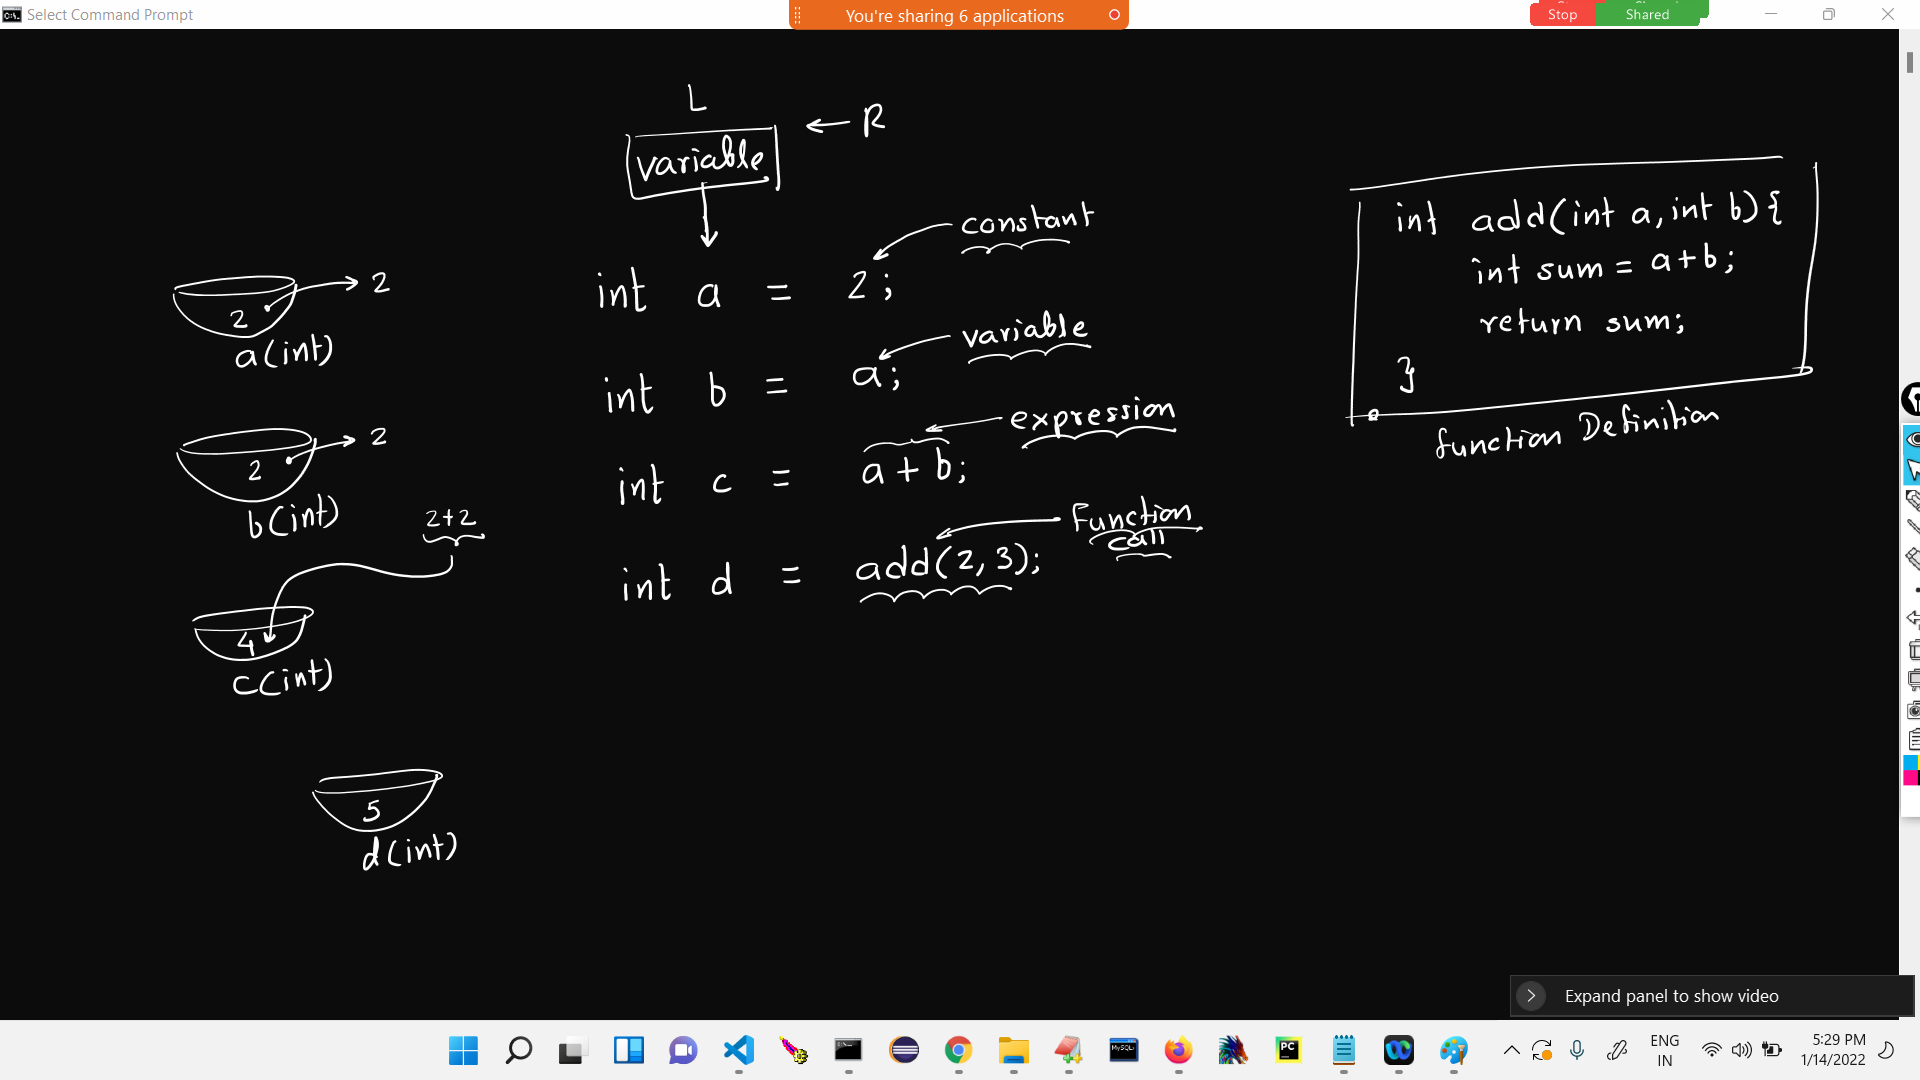 Select Command Prompt
You're sharing 6 applications
Stop
Shared
L
variable
R
constant
int a = 2;
variable
int b = a;
expression
int c = a + b;
Function call
int d = add(2, 3);
2
2
a(int)
2
2
b(int)
2+2
4
c(int)
5
d(int)
int add(int a, int b) {
int sum = a+b;
return sum;
}
function Definition
Expand panel to show video
PC
MySQL
ENG
IN
5:29 PM
1/14/2022